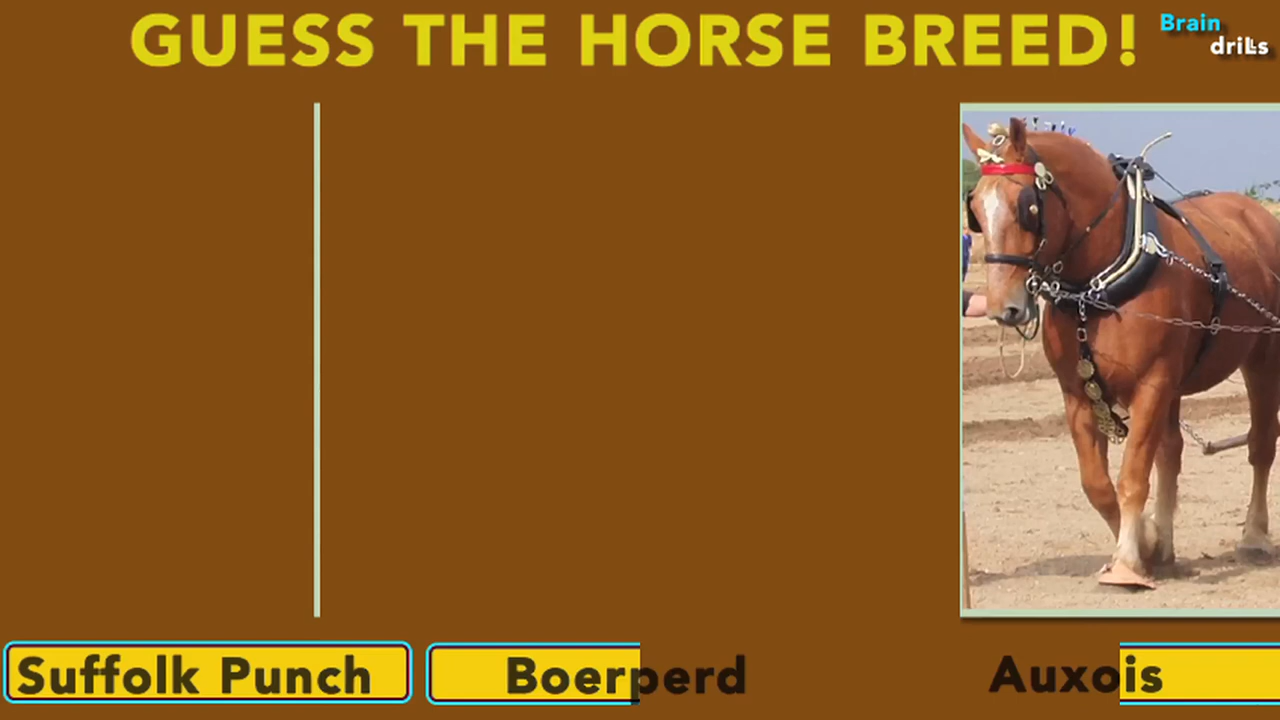 GUESS THE HORSE BREED!
Brain
drills
Suffolk Punch
Boerperd
Auxois